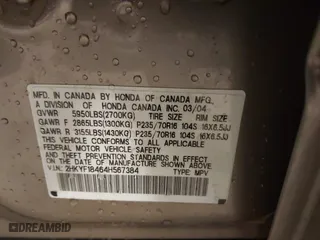 MFD. IN CANADA BY HONDA OF CANADA MFG.
A DIVISION OF HONDA CANADA INC. 03/04
GVWR 5950LBS(2700KG) TIRE SIZE RIM SIZE
GAWR F 2865LBS(1300KG) P235/70R16 104S 16X6.5JJ
GAWR R 3155LBS(1430KG) P235/70R16 104S 16X6.5JJ
THIS VEHICLE CONFORMS TO ALL APPLICABLE
FEDERAL MOTOR VEHICLE SAFETY STANDARDS
IN EFFECT ON THE DATE OF MANUFACTURE
SHOWN ABOVE.
V.I.N. 2HKYF18464H567384 TYPE: MPV
DREAMBID